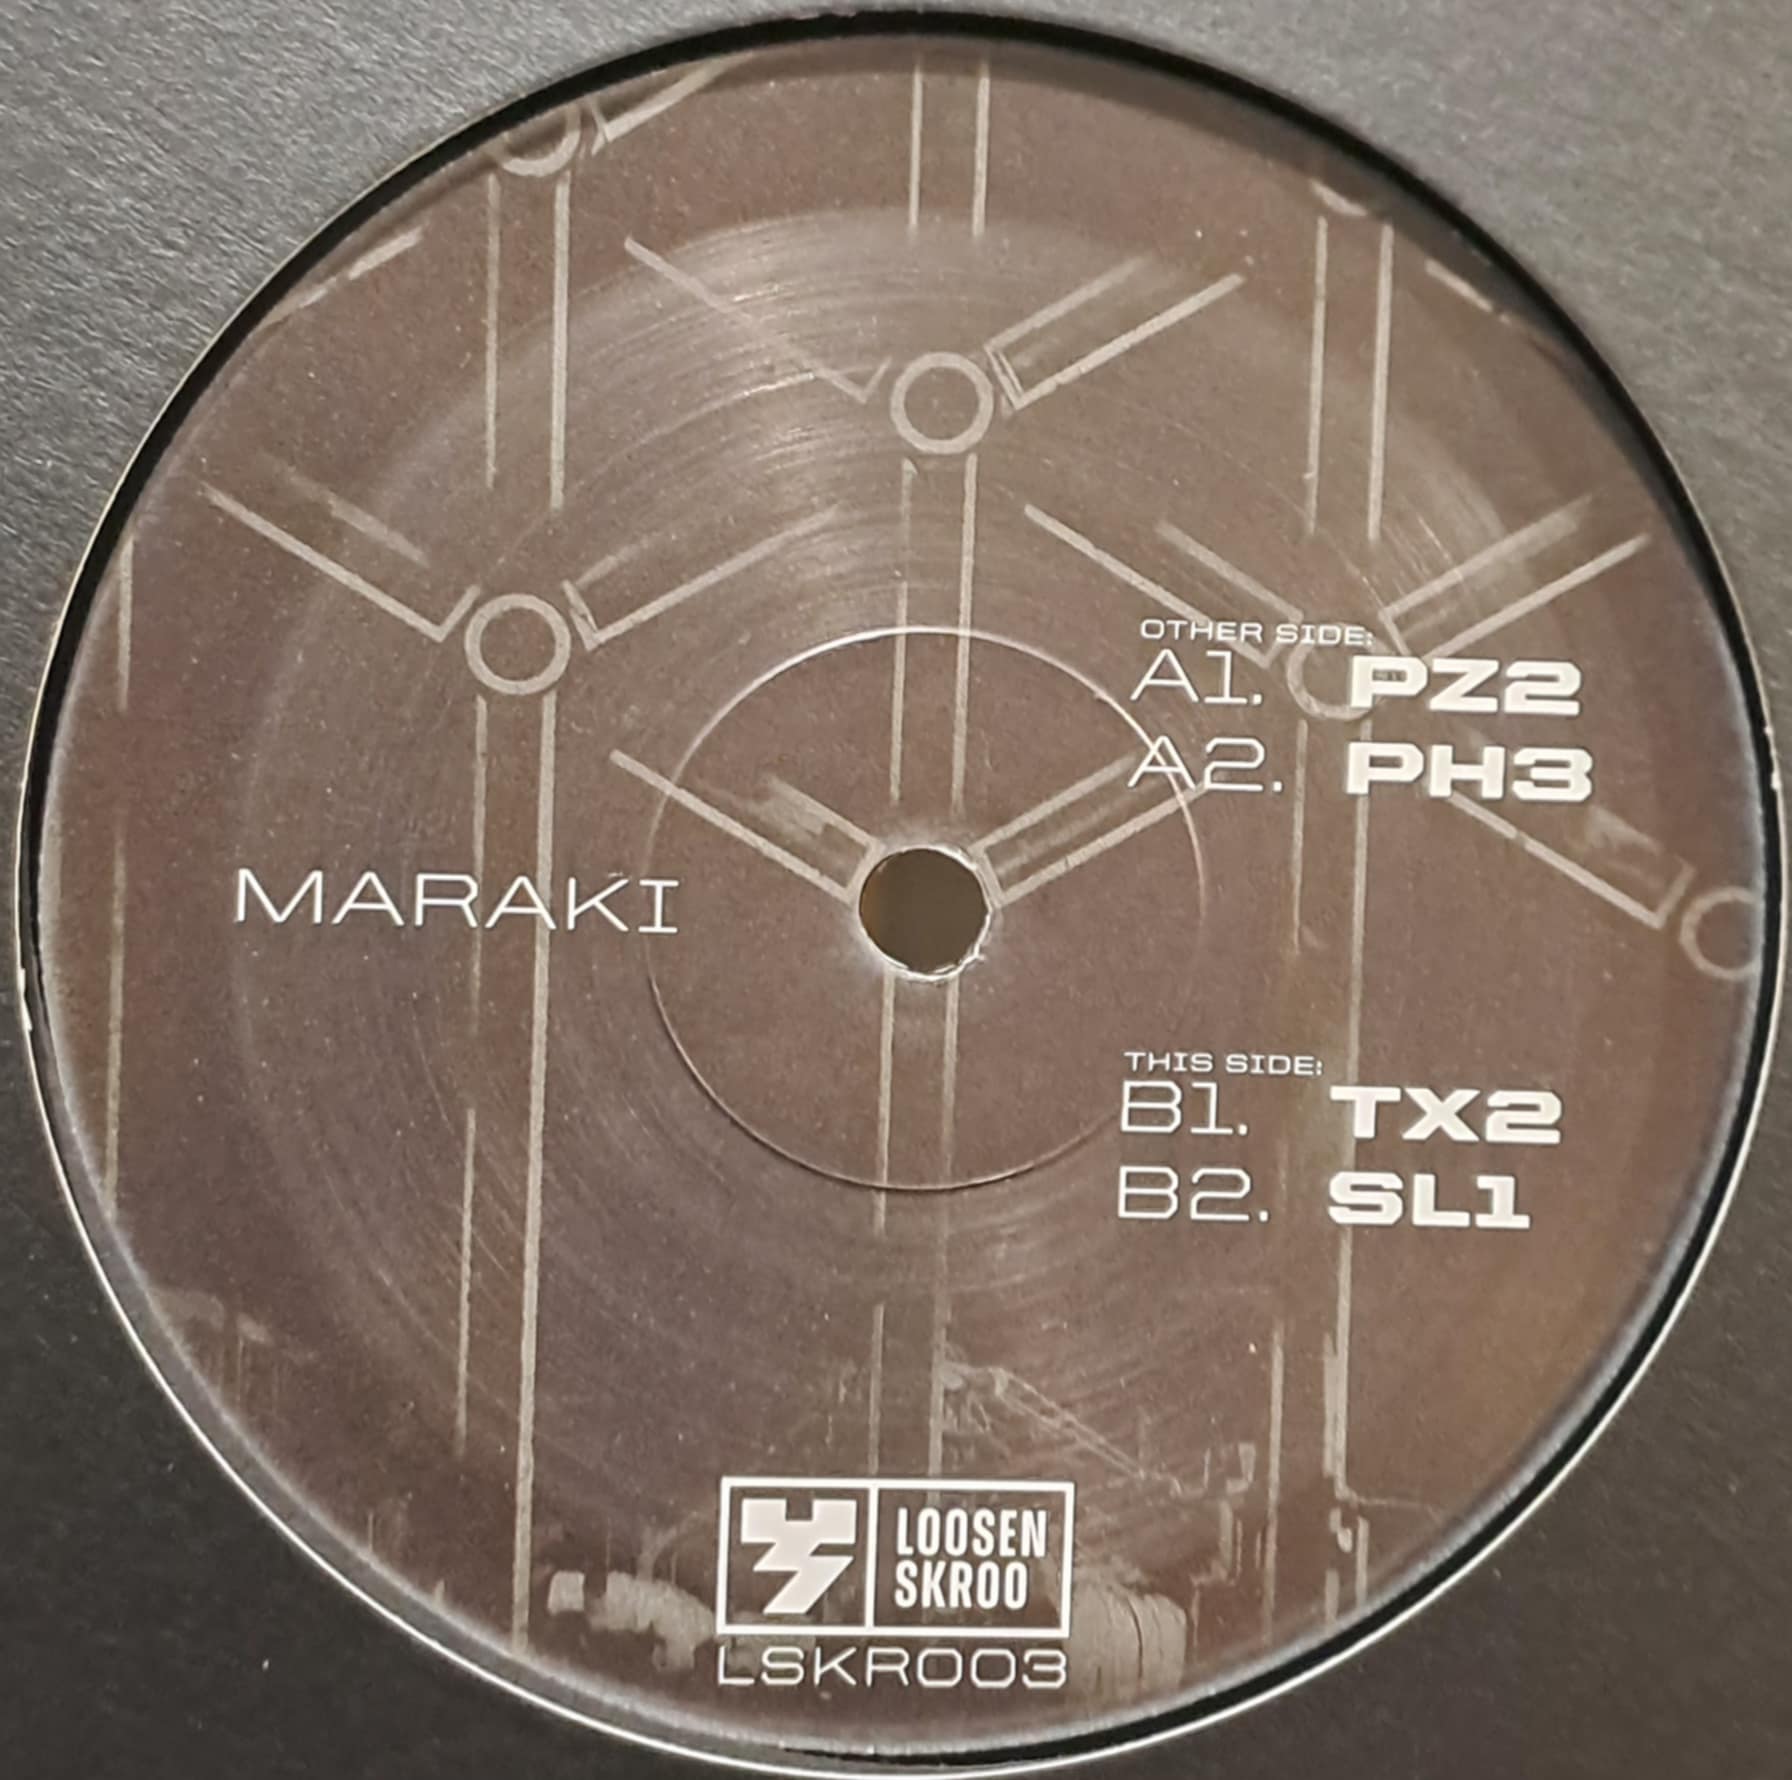 MARAKI
OTHER SIDE:
A1. PZ2
A2. PH3
THIS SIDE:
B1. TX2
B2. SL1
LOOSEN
SKROO
LSKR003